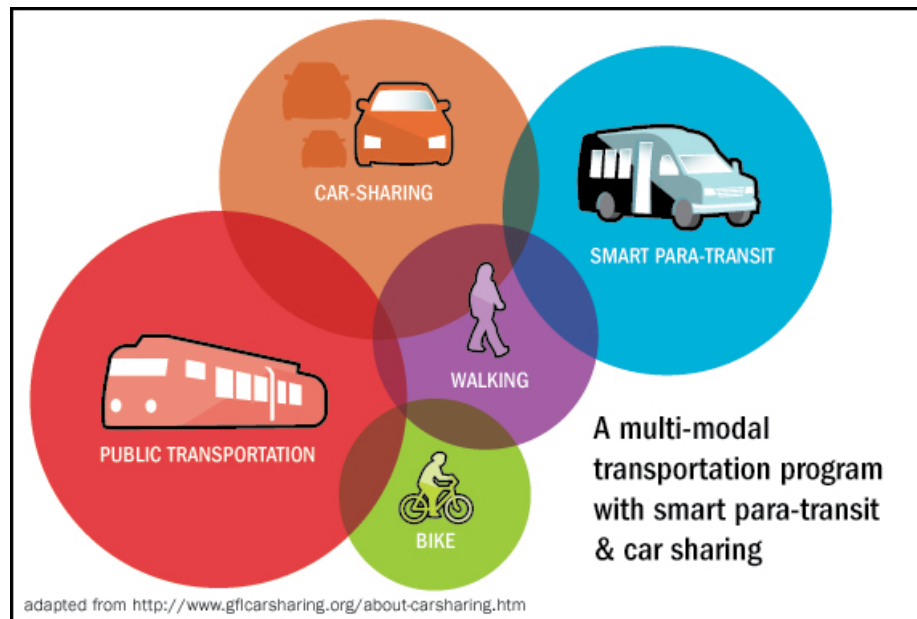 CAR-SHARING
SMART PARA-TRANSIT
WALKING
PUBLIC TRANSPORTATION
BIKE
A multi-modal
transportation program
with smart para-transit
& car sharing
adapted from http://www.gflcarsharing.org/about-carsharing.htm